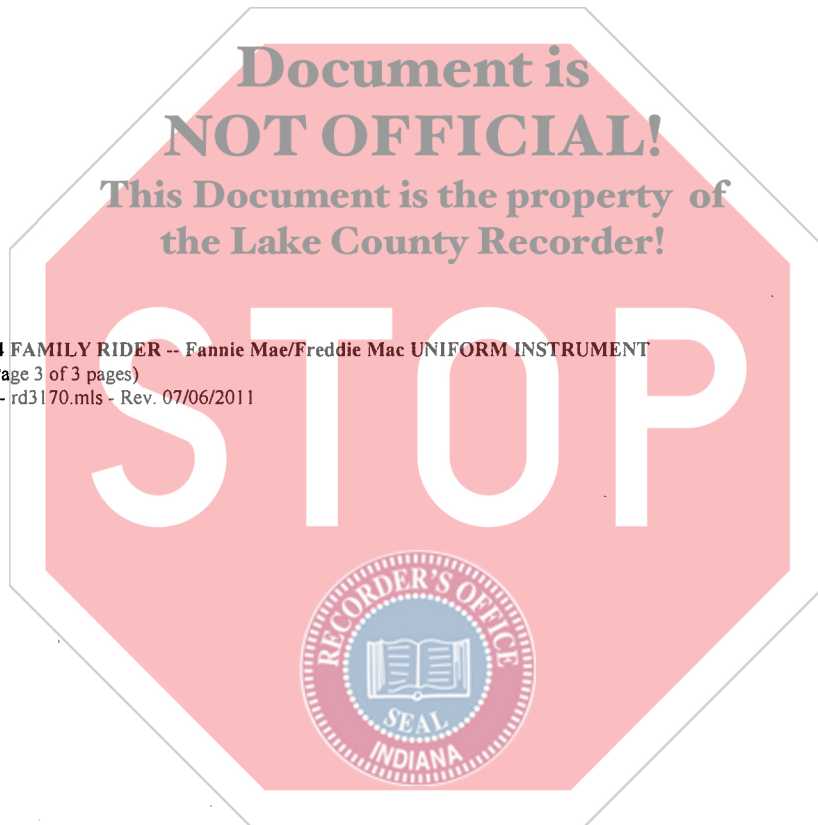 Document is
NOT OFFICIAL!
This Document is the property of
the Lake County Recorder!
4 FAMILY RIDER -- Fannie Mae/Freddie Mac UNIFORM INSTRUMENT
age 3 of 3 pages)
- rd3170.mls - Rev. 07/06/2011
STOP
RECORDER'S OFFICE
SEAL
INDIANA